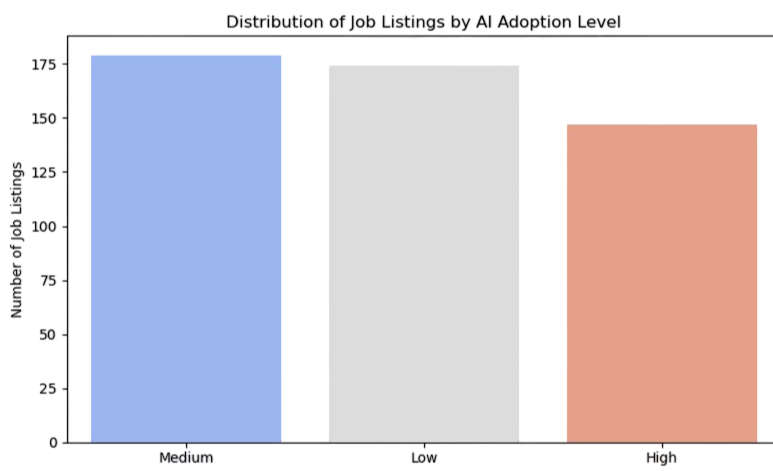 Distribution of Job Listings by AI Adoption Level
Number of Job Listings
175
150
125
100
75
50
25
0
Medium
Low
High